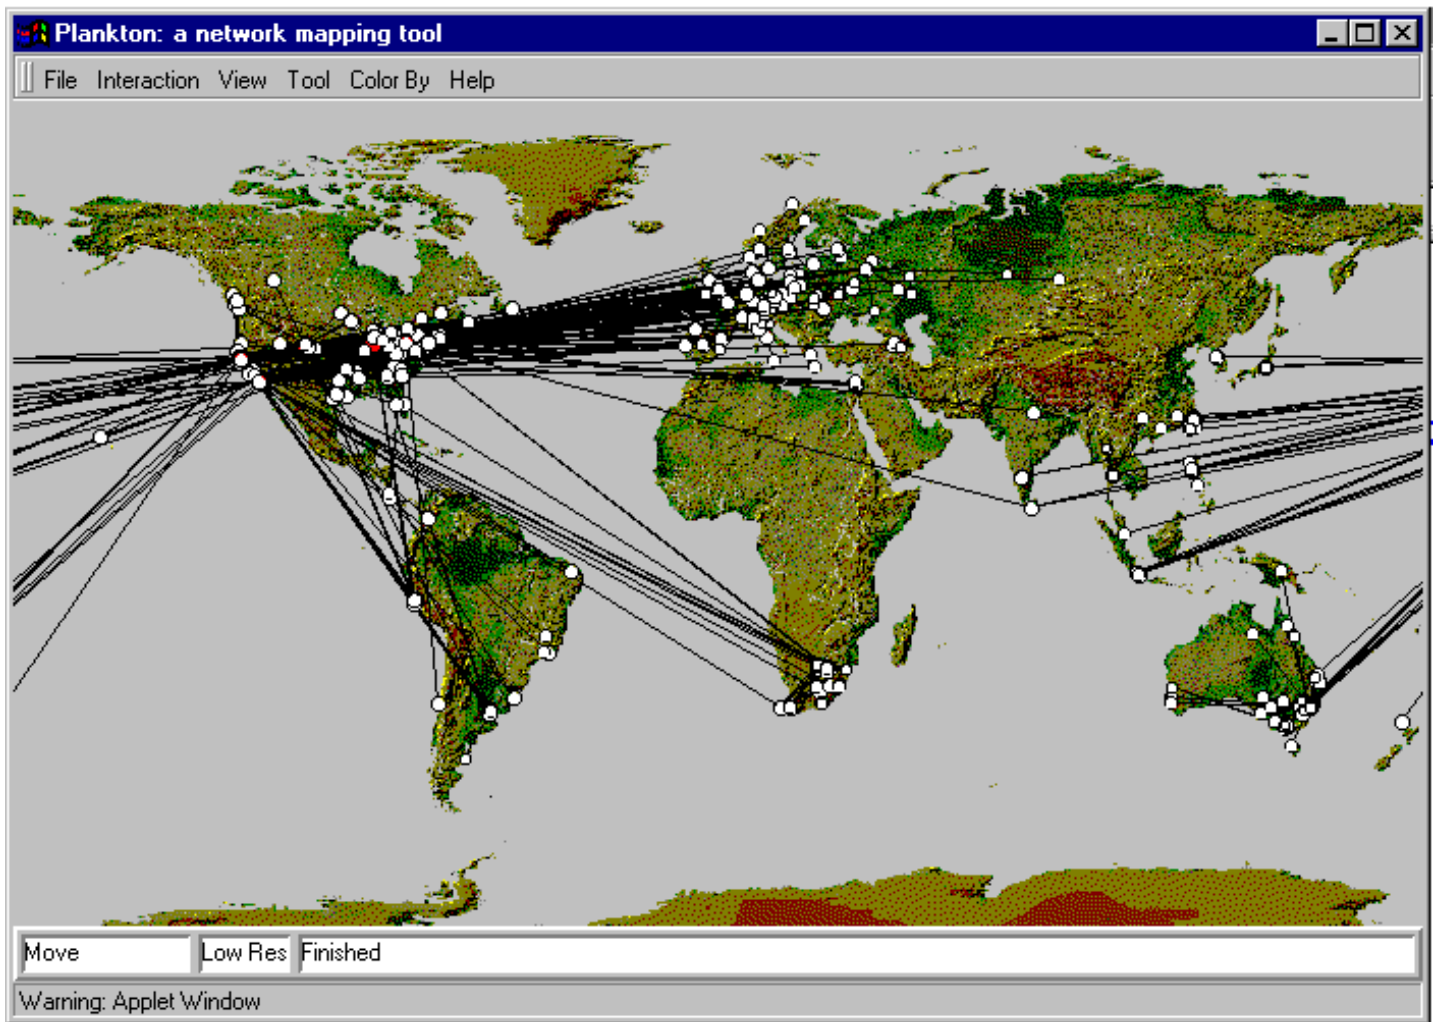 Plankton: a network mapping tool
File Interaction View Tool Color By Help
Move Low Res Finished
Warning: Applet Window